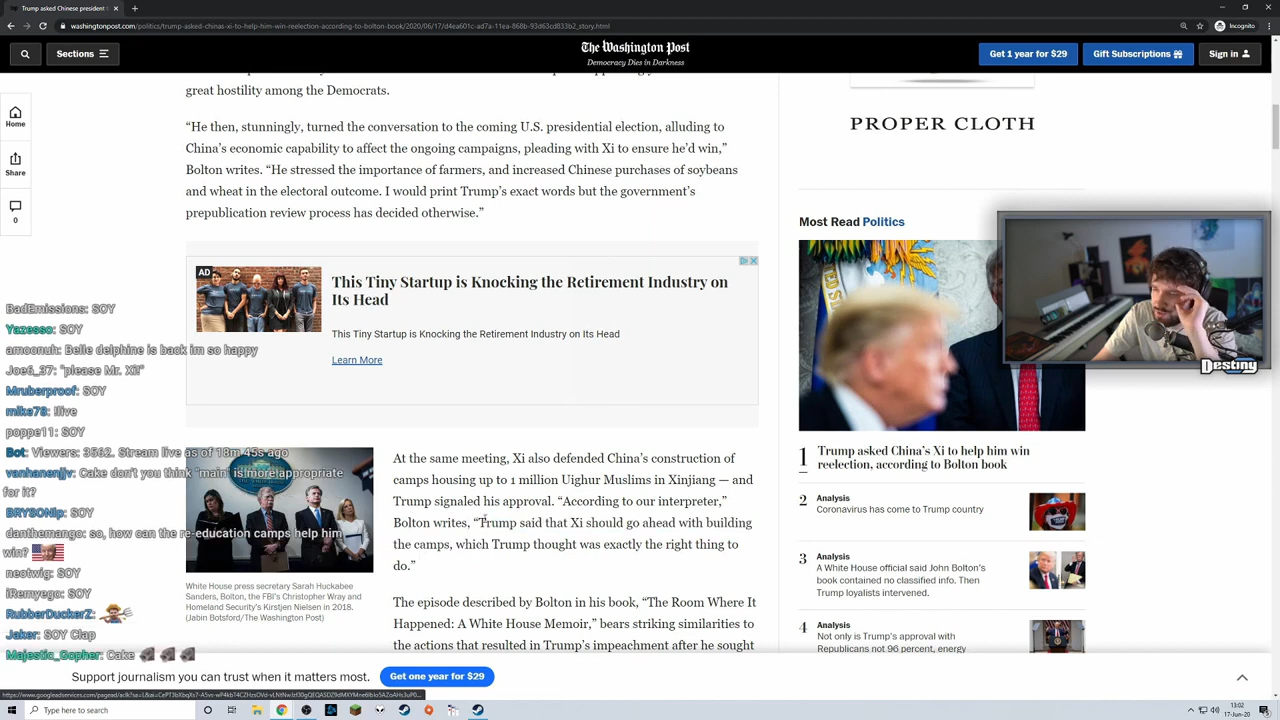 Trump asked Chinese president
washingtonpost.com/politics/trump-asked-chinas-xi-to-help-him-win-reelection-according-to-bolton-book/2020/06/17/d4ea601c-ad7a-11ea-868b-93d63cd833b2_story.html
Incognito
Sections
The Washington Post
Democracy Dies in Darkness
Get 1 year for $29
Gift Subscriptions
Sign in
Home
Share
0
great hostility among the Democrats.
“He then, stunningly, turned the conversation to the coming U.S. presidential election, alluding to
China’s economic capability to affect the ongoing campaigns, pleading with Xi to ensure he’d win,”
Bolton writes. “He stressed the importance of farmers, and increased Chinese purchases of soybeans
and wheat in the electoral outcome. I would print Trump’s exact words but the government’s
prepublication review process has decided otherwise.”
AD
This Tiny Startup is Knocking the Retirement Industry on
Its Head
This Tiny Startup is Knocking the Retirement Industry on Its Head
Learn More
At the same meeting, Xi also defended China’s construction of
camps housing up to 1 million Uighur Muslims in Xinjiang — and
Trump signaled his approval. “According to our interpreter,”
Bolton writes, “Trump said that Xi should go ahead with building
the camps, which Trump thought was exactly the right thing to
do.”
White House press secretary Sarah Huckabee
Sanders, Bolton, the FBI’s Christopher Wray and
Homeland Security’s Kirstjen Nielsen in 2018.
(Jabin Botsford/The Washington Post)
The episode described by Bolton in his book, “The Room Where It
Happened: A White House Memoir,” bears striking similarities to
the actions that resulted in Trump’s impeachment after he sought
PROPER CLOTH
Most Read Politics
Destiny
1 Trump asked China’s Xi to help him win
reelection, according to Bolton book
2 Analysis
Coronavirus has come to Trump country
3 Analysis
A White House official said John Bolton’s
book contained no classified info. Then
Trump loyalists intervened.
4 Analysis
Not only is Trump’s approval with
Republicans not 96 percent, energy
BadEmissions: SOY
Yazesso: SOY
amoonuh: Belle delphine is back im so happy
Joe6_37: "please Mr. Xi!"
Mruberproof: SOY
mike78: !live
poppe11: SOY
Bot: Viewers: 3562. Stream live as of 18m 45s ago
vanhanenjjv: Cake don't you think "main" is more appropriate
for it?
BRYSONlp: SOY
danthemango: so, how can the re-education camps help him
win?
neotwig: SOY
iRemyego: SOY
RubberDuckerZ:
Jaker: SOY Clap
Majestic_Gopher: Cake
Support journalism you can trust when it matters most.
Get one year for $29
Type here to search
13:02
17-Jun-20